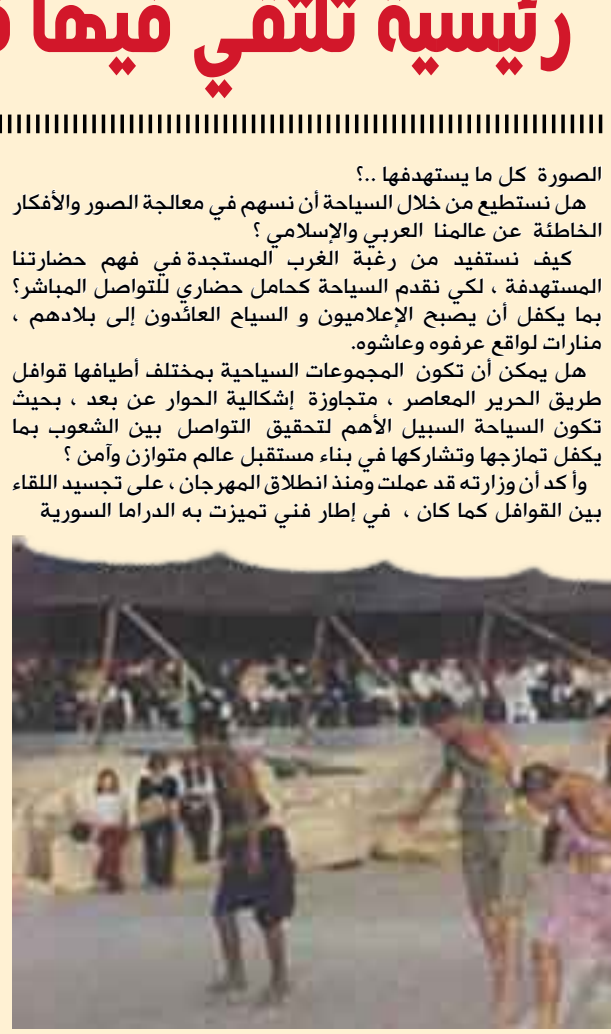 رئيسية تلتقي فيها
الصورة كل ما يستهدفها ..؟
هل نستطيع من خلال السياحة أن نسهم في معالجة الصور والأفكار
الخاطئة عن عالمنا العربي والإسلامي ؟
كيف نستفيد من رغبة الغرب المستجدة في فهم حضارتنا
المستهدفة ، لكي نقدم السياحة كحامل حضاري للتواصل المباشر؟
بما يكفل أن يصبح الإعلاميون و السياح العائدون إلى بلادهم ،
منارات لواقع عرفوه وعاشوه.
هل يمكن أن تكون المجموعات السياحية بمختلف أطيافها قوافل
طريق الحرير المعاصر ، متجاوزة إشكالية الحوار عن بعد ، بحيث
تكون السياحة السبيل الأهم لتحقيق التواصل بين الشعوب بما
يكفل تمازجها وتشاركها في بناء مستقبل عالم متوازن وآمن ؟
وأ كد أن وزارته قد عملت ومنذ انطلاق المهرجان ، على تجسيد اللقاء
بين القوافل كما كان ، في إطار فني تميزت به الدراما السورية